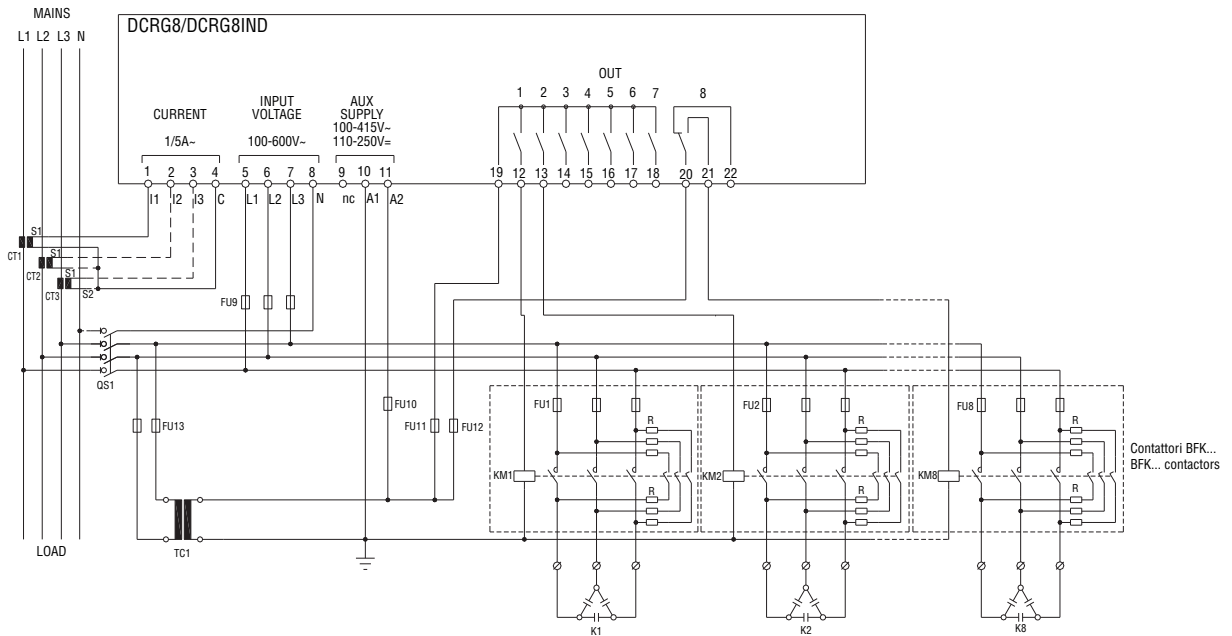 MAINS
L1 L2 L3 N
DCRG8/DCRG8IND
OUT
1 2 3 4 5 6 7 8
CURRENT
1/5A~
INPUT
VOLTAGE
100-600V~
AUX
SUPPLY
100-415V~
110-250V=
1 2 3 4 5 6 7 8 9 10 11 19 12 13 14 15 16 17 18 20 21 22
I1 I2 I3 C L1 L2 L3 N nc A1 A2
S1
CT1
S1
CT2
S1
CT3 S2
FU9
QS1
FU13
FU10
FU11 FU12
FU1 FU2 FU8
R R R
KM1 KM2 KM8
R R R
Contattori BFK...
BFK... contactors
LOAD
TC1
K1 K2 K8